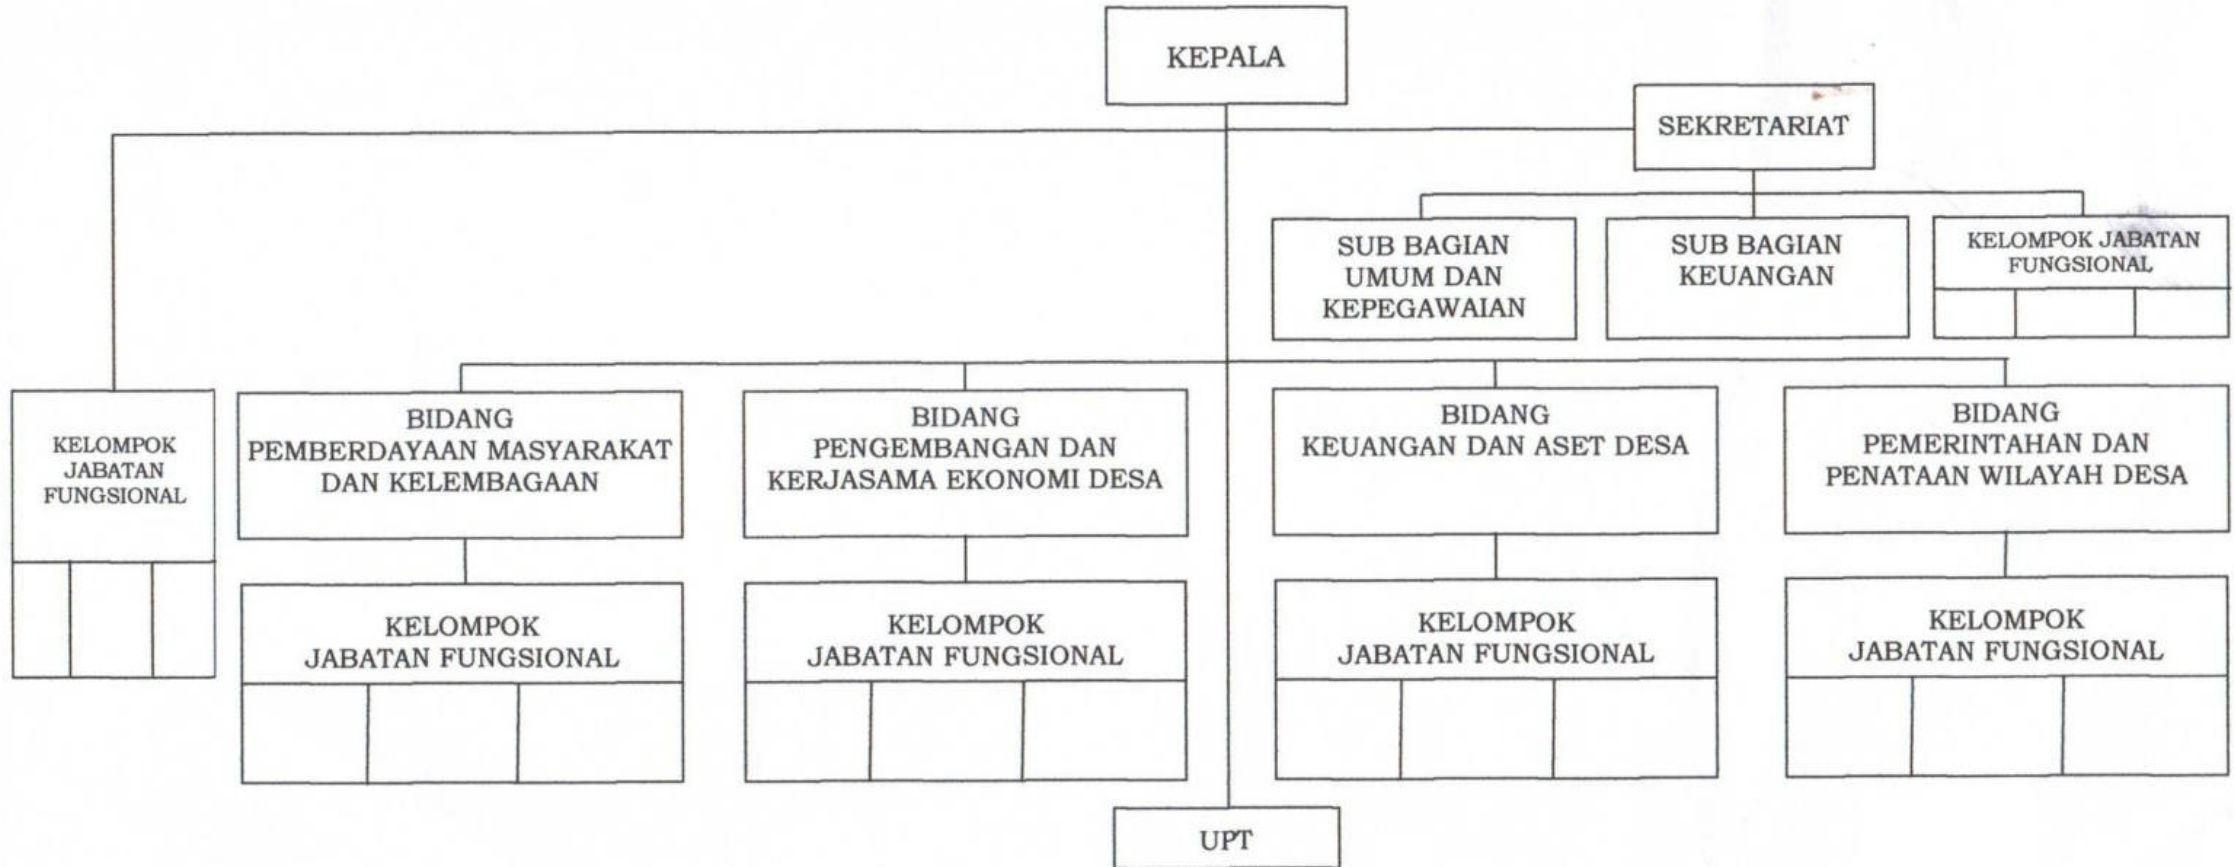 KEPALA
SEKRETARIAT
SUB BAGIAN
UMUM DAN
KEPEGAWAIAN
SUB BAGIAN
KEUANGAN
KELOMPOK JABATAN
FUNGSIONAL
KELOMPOK
JABATAN
FUNGSIONAL
BIDANG
PEMBERDAYAAN MASYARAKAT
DAN KELEMBAGAAN
BIDANG
PENGEMBANGAN DAN
KERJASAMA EKONOMI DESA
BIDANG
KEUANGAN DAN ASET DESA
BIDANG
PEMERINTAHAN DAN
PENATAAN WILAYAH DESA
KELOMPOK
JABATAN FUNGSIONAL
KELOMPOK
JABATAN FUNGSIONAL
KELOMPOK
JABATAN FUNGSIONAL
KELOMPOK
JABATAN FUNGSIONAL
UPT